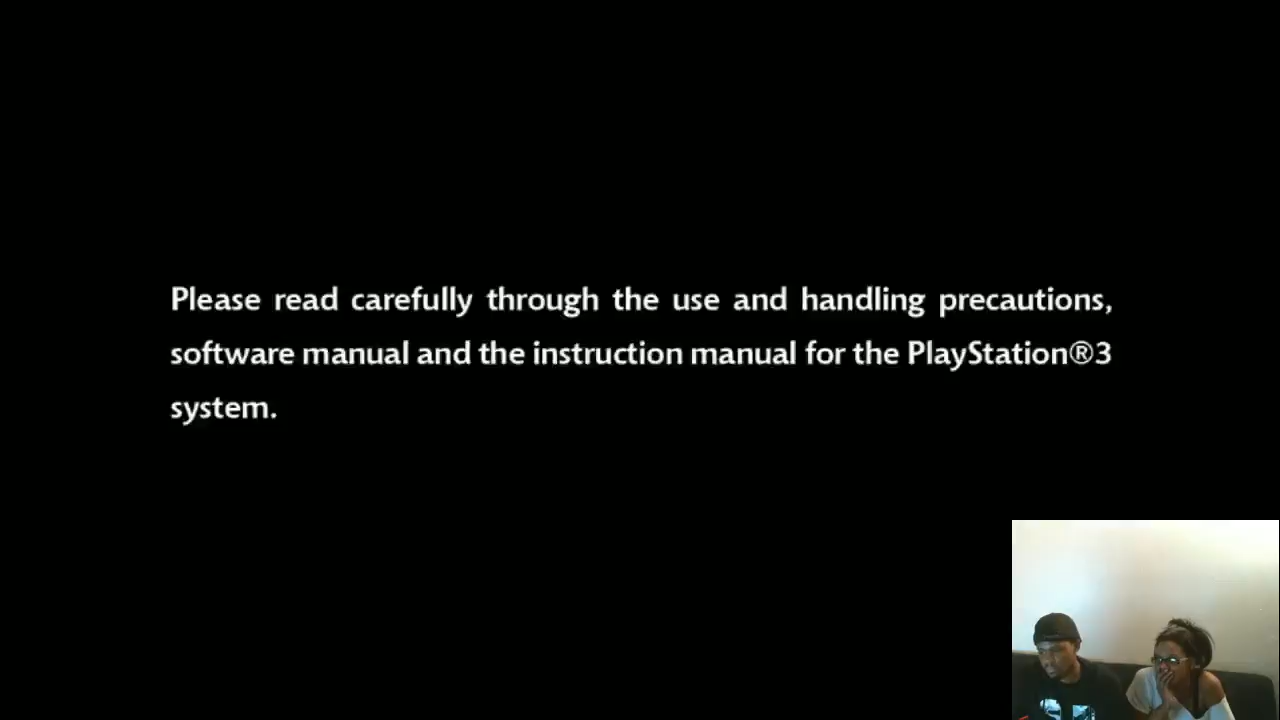 Please read carefully through the use and handling precautions,
software manual and the instruction manual for the PlayStation®3
system.